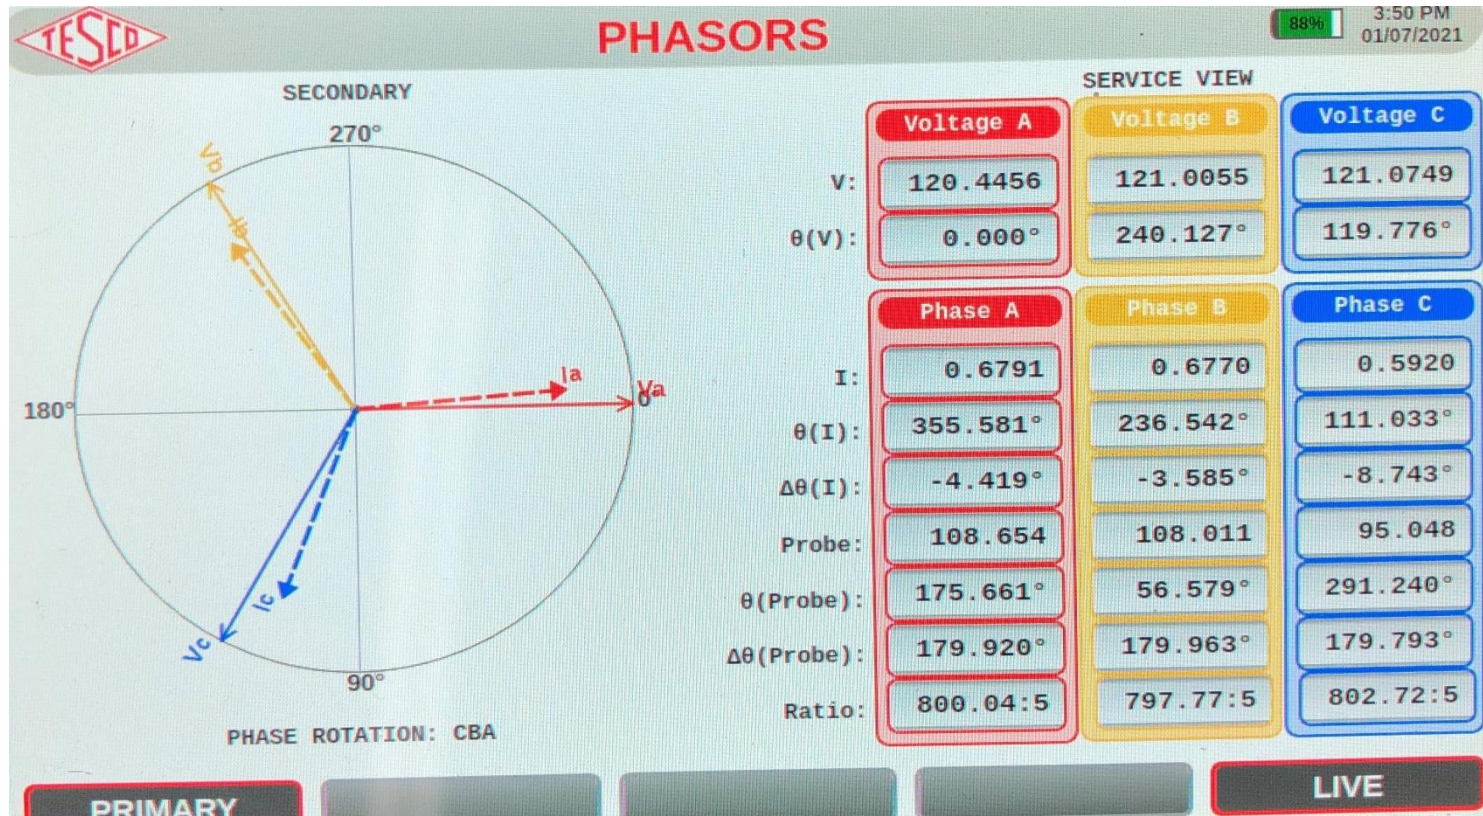 TESCO
PHASORS
88%
3:50 PM
01/07/2021
SECONDARY
270°
Vb
Ib
Ia
Va
0°
180°
Ic
Vc
90°
PHASE ROTATION: CBA
SERVICE VIEW
Voltage A Voltage B Voltage C
V: 120.4456 121.0055 121.0749
θ(V): 0.000° 240.127° 119.776°
Phase A Phase B Phase C
I: 0.6791 0.6770 0.5920
θ(I): 355.581° 236.542° 111.033°
Δθ(I): -4.419° -3.585° -8.743°
Probe: 108.654 108.011 95.048
θ(Probe): 175.661° 56.579° 291.240°
Δθ(Probe): 179.920° 179.963° 179.793°
Ratio: 800.04:5 797.77:5 802.72:5
PRIMARY
LIVE